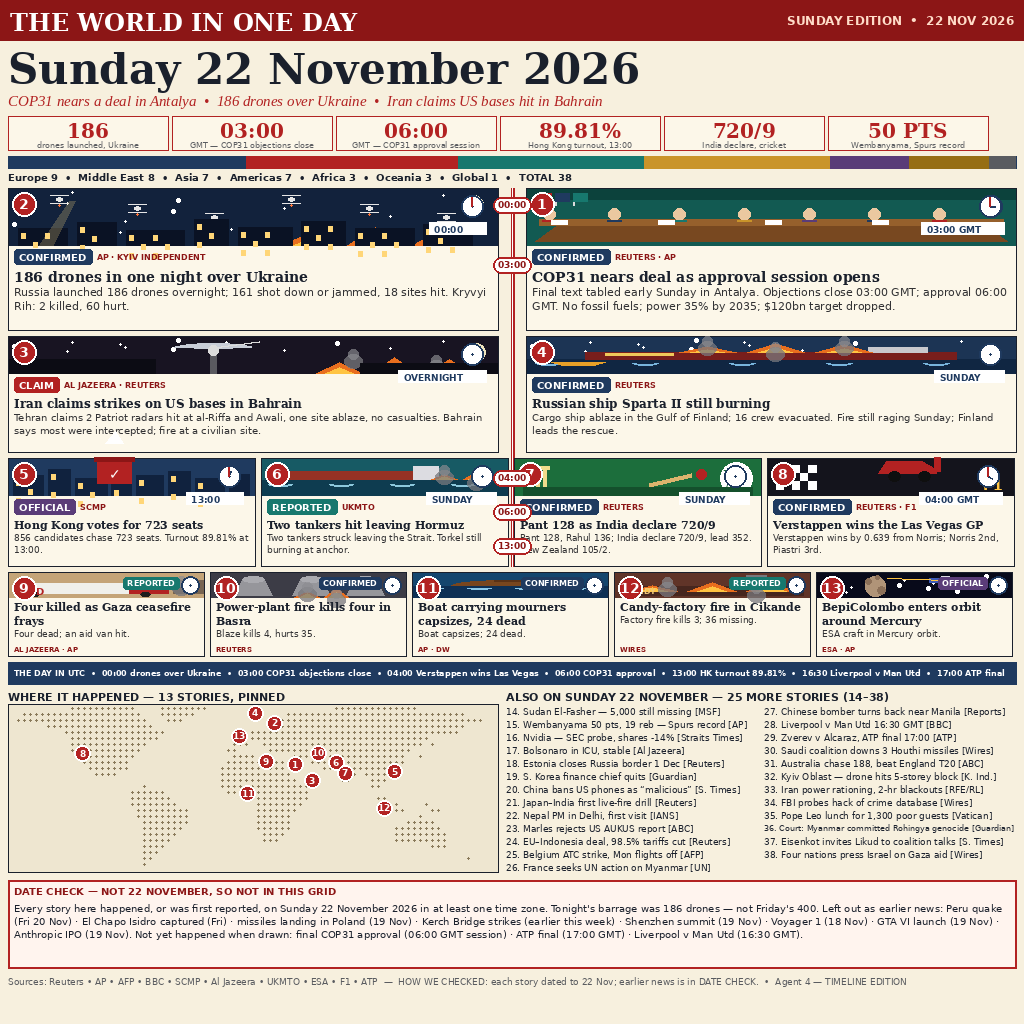 THE WORLD IN ONE DAY
SUNDAY EDITION • 22 NOV 2026
Sunday 22 November 2026
COP31 nears a deal in Antalya • 186 drones over Ukraine • Iran claims US bases hit in Bahrain
186
drones launched, Ukraine
03:00
GMT — COP31 objections close
06:00
GMT — COP31 approval session
89.81%
Hong Kong turnout, 13:00
720/9
India declare, cricket
50 PTS
Wembanyama, Spurs record
Europe 9 • Middle East 8 • Asia 7 • Americas 7 • Africa 3 • Oceania 3 • Global 1 • TOTAL 38
2
00:00
CONFIRMED AP · KYIV INDEPENDENT
186 drones in one night over Ukraine
Russia launched 186 drones overnight; 161 shot down or jammed, 18 sites hit. Kryvyi
Rih: 2 killed, 60 hurt.
00:00
03:00
1
03:00 GMT
CONFIRMED REUTERS · AP
COP31 nears deal as approval session opens
Final text tabled early Sunday in Antalya. Objections close 03:00 GMT; approval 06:00
GMT. No fossil fuels; power 35% by 2035; $120bn target dropped.
3
OVERNIGHT
CLAIM AL JAZEERA · REUTERS
Iran claims strikes on US bases in Bahrain
Tehran claims 2 Patriot radars hit at al-Riffa and Awali, one site ablaze, no casualties. Bahrain
says most were intercepted; fire at a civilian site.
4
SUNDAY
CONFIRMED REUTERS
Russian ship Sparta II still burning
Cargo ship ablaze in the Gulf of Finland; 16 crew evacuated. Fire still raging Sunday; Finland
leads the rescue.
5
✓
13:00
OFFICIAL SCMP
Hong Kong votes for 723 seats
856 candidates chase 723 seats. Turnout 89.81% at
13:00.
6
SUNDAY
REPORTED UKMTO
Two tankers hit leaving Hormuz
Two tankers struck leaving the Strait. Torkel still
burning at anchor.
04:00
06:00
13:00
7
SUNDAY
CONFIRMED REUTERS
Pant 128 as India declare 720/9
Pant 128, Rahul 136; India declare 720/9, lead 352.
New Zealand 105/2.
8
04:00 GMT
CONFIRMED REUTERS · F1
Verstappen wins the Las Vegas GP
Verstappen wins by 0.639 from Norris; Norris 2nd,
Piastri 3rd.
9
REPORTED
Four killed as Gaza ceasefire
frays
Four dead; an aid van hit.
AL JAZEERA · AP
10
CONFIRMED
Power-plant fire kills four in
Basra
Blaze kills 4, hurts 35.
REUTERS
11
CONFIRMED
Boat carrying mourners
capsizes, 24 dead
Boat capsizes; 24 dead.
AP · DW
12
REPORTED
Candy-factory fire in Cikande
Factory fire kills 3; 36 missing.
WIRES
13
OFFICIAL
BepiColombo enters orbit
around Mercury
ESA craft in Mercury orbit.
ESA · AP
THE DAY IN UTC • 00:00 drones over Ukraine • 03:00 COP31 objections close • 04:00 Verstappen wins Las Vegas • 06:00 COP31 approval • 13:00 HK turnout 89.81% • 16:30 Liverpool v Man Utd • 17:00 ATP final
WHERE IT HAPPENED — 13 STORIES, PINNED
4
2
13
8
9
1
10
6
7
5
3
11
12
ALSO ON SUNDAY 22 NOVEMBER — 25 MORE STORIES (14–38)
14. Sudan El-Fasher — 5,000 still missing [MSF]
15. Wembanyama 50 pts, 19 reb — Spurs record [AP]
16. Nvidia — SEC probe, shares -14% [Straits Times]
17. Bolsonaro in ICU, stable [Al Jazeera]
18. Estonia closes Russia border 1 Dec [Reuters]
19. S. Korea finance chief quits [Guardian]
20. China bans US phones as “malicious” [S. Times]
21. Japan–India first live-fire drill [Reuters]
22. Nepal PM in Delhi, first visit [IANS]
23. Marles rejects US AUKUS report [ABC]
24. EU–Indonesia deal, 98.5% tariffs cut [Reuters]
25. Belgium ATC strike, Mon flights off [AFP]
26. France seeks UN action on Myanmar [UN]
27. Chinese bomber turns back near Manila [Reports]
28. Liverpool v Man Utd 16:30 GMT [BBC]
29. Zverev v Alcaraz, ATP final 17:00 [ATP]
30. Saudi coalition downs 3 Houthi missiles [Wires]
31. Australia chase 188, beat England T20 [ABC]
32. Kyiv Oblast — drone hits 5-storey block [K. Ind.]
33. Iran power rationing, 2-hr blackouts [RFE/RL]
34. FBI probes hack of crime database [Wires]
35. Pope Leo lunch for 1,300 poor guests [Vatican]
36. Court: Myanmar committed Rohingya genocide [Guardian]
37. Eisenkot invites Likud to coalition talks [S. Times]
38. Four nations press Israel on Gaza aid [Wires]
DATE CHECK — NOT 22 NOVEMBER, SO NOT IN THIS GRID
Every story here happened, or was first reported, on Sunday 22 November 2026 in at least one time zone. Tonight's barrage was 186 drones — not Friday's 400. Left out as earlier news: Peru quake
(Fri 20 Nov) · El Chapo Isidro captured (Fri) · missiles landing in Poland (19 Nov) · Kerch Bridge strikes (earlier this week) · Shenzhen summit (19 Nov) · Voyager 1 (18 Nov) · GTA VI launch (19 Nov) ·
Anthropic IPO (19 Nov). Not yet happened when drawn: final COP31 approval (06:00 GMT session) · ATP final (17:00 GMT) · Liverpool v Man Utd (16:30 GMT).
Sources: Reuters • AP • AFP • BBC • SCMP • Al Jazeera • UKMTO • ESA • F1 • ATP — HOW WE CHECKED: each story dated to 22 Nov; earlier news is in DATE CHECK. • Agent 4 — TIMELINE EDITION